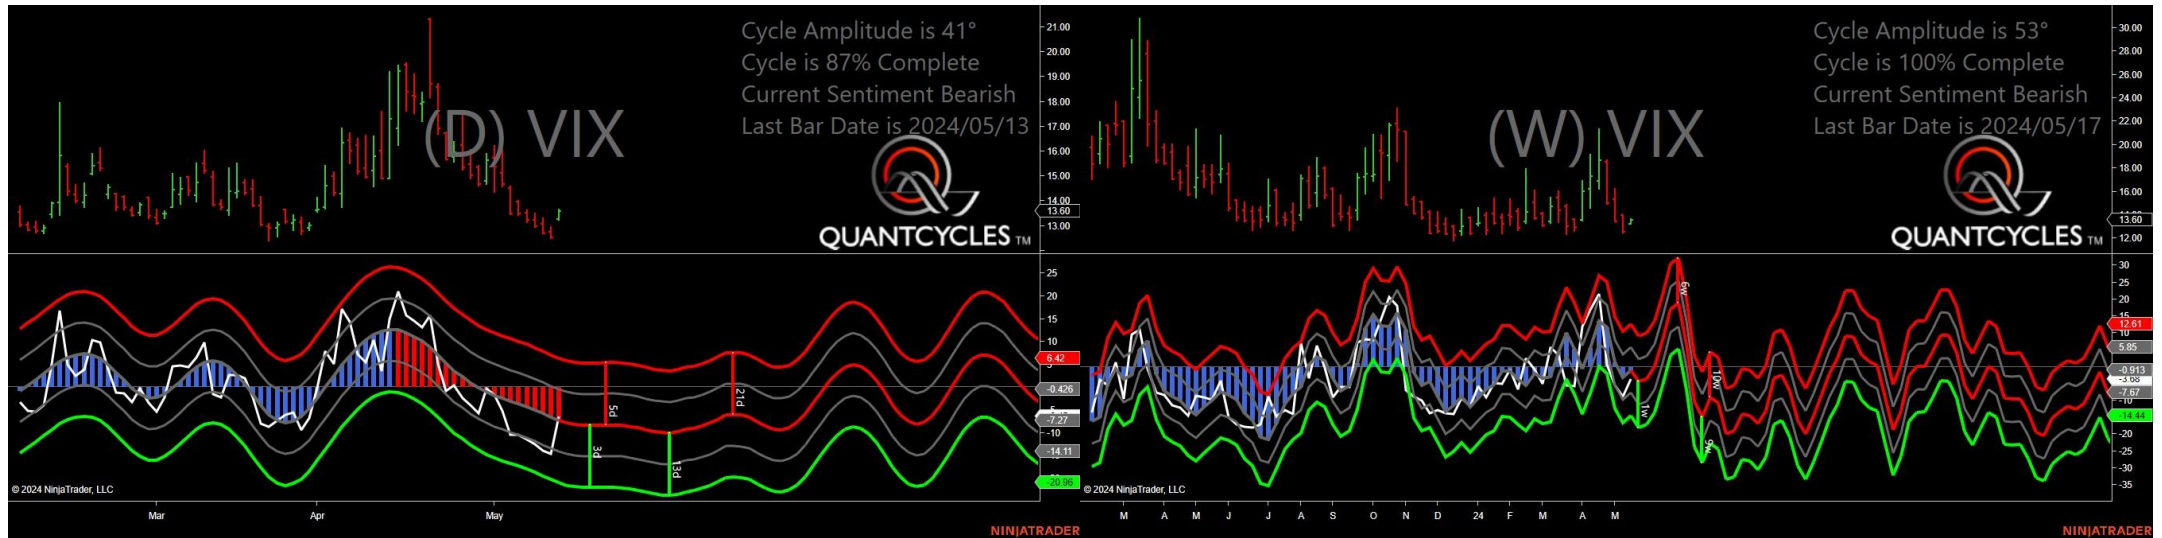 Cycle Amplitude is 41°
Cycle is 87% Complete
Current Sentiment Bearish
Last Bar Date is 2024/05/13
(D) VIX
QUANTCYCLES TM
21.00
20.00
19.00
18.00
17.00
16.00
15.00
14.00
13.60
13.00
25
20
15
10
6.42
-0.426
-7.27
-10
-14.11
-20.96
5d
21d
3d
13d
© 2024 NinjaTrader, LLC
Mar Apr May
NINJATRADER
Cycle Amplitude is 53°
Cycle is 100% Complete
Current Sentiment Bearish
Last Bar Date is 2024/05/17
(W) VIX
QUANTCYCLES TM
30.00
28.00
26.00
24.00
22.00
20.00
18.00
16.00
13.60
12.00
30
25
20
15
12.61
5.85
-0.913
-3.68
-7.67
-14.44
-20
-25
-30
-35
6w
10w
1w
9w
© 2024 NinjaTrader, LLC
M A M J J A S O N D 24 F M A M
NINJATRADER